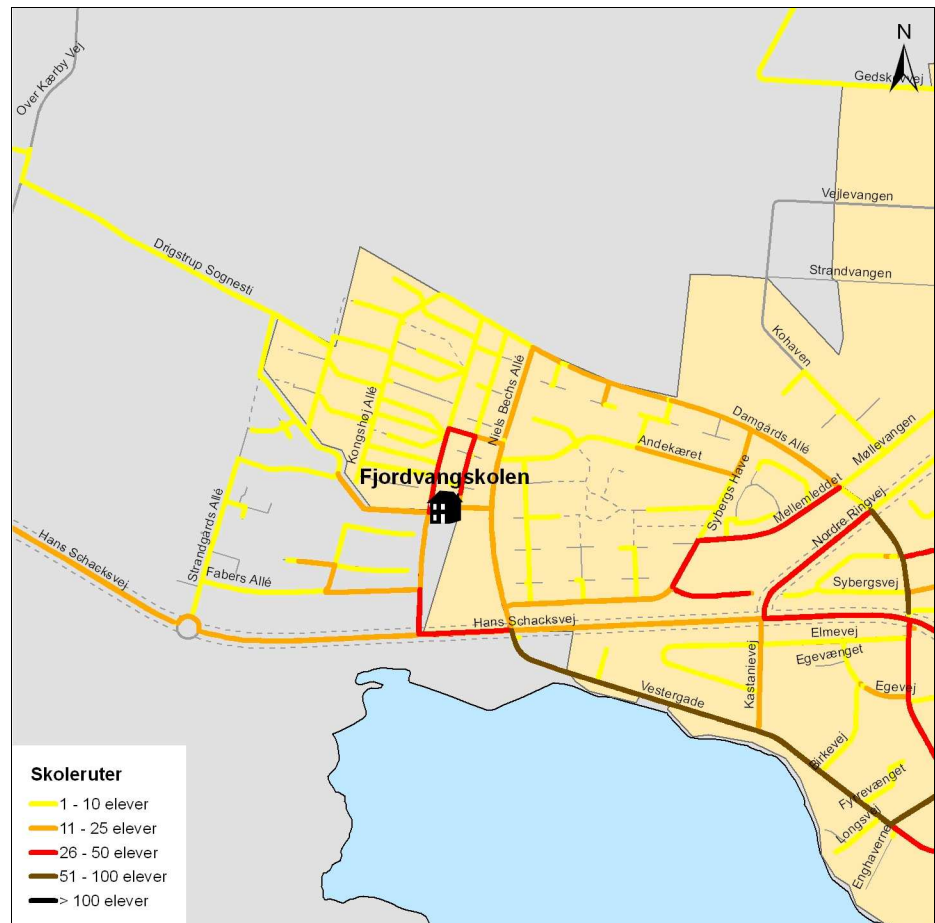 N
Over Kærby Vej
Gedskovvej
Vejlevangen
Strandvangen
Drigstrup Sognesti
Kohaven
Niels Bechs Allé
Kongshøj Allé
Damgårds Allé
Møllevangen
Andekæret
Fjordvangskolen
Sybergs Have
Mellemleddet
Nordre Ringvej
Strandgårds Allé
Hans Schacksvej
Fabers Allé
Sybergsvej
Hans Schacksvej
Elmevej
Egevænget
Kastanievej
Egevej
Vestergade
Birkevej
Fyrrevænget
Longsvej
Enghaverne
Skoleruter
1 - 10 elever
11 - 25 elever
26 - 50 elever
51 - 100 elever
> 100 elever